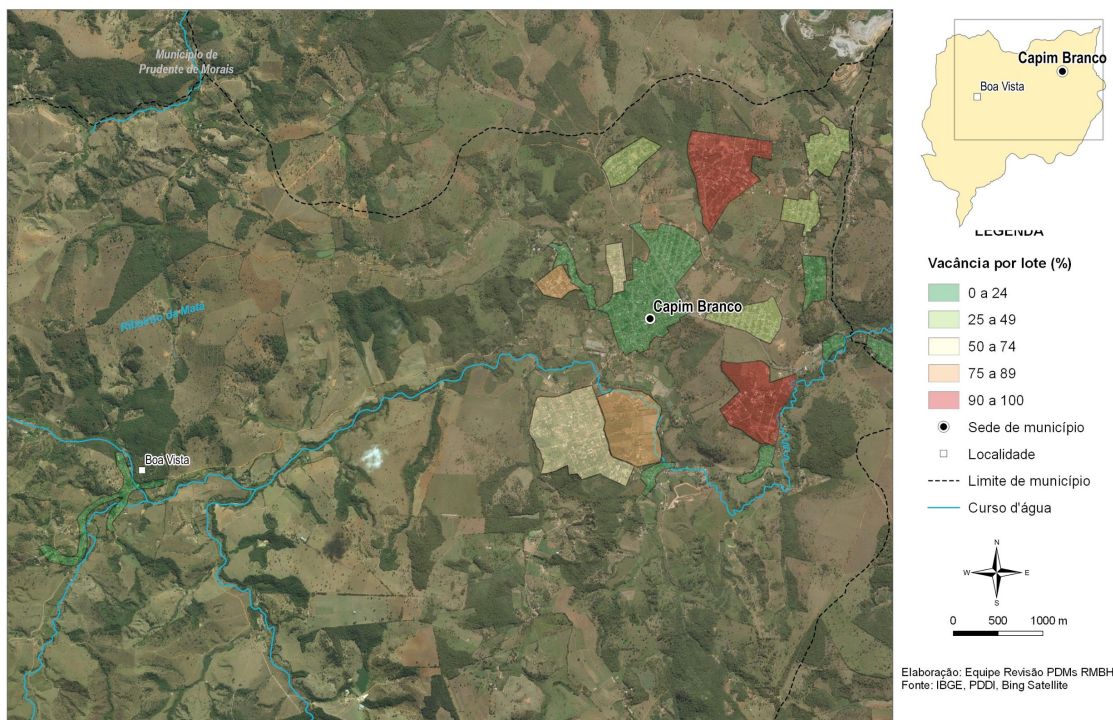 Município de
Prudente de Morais
Ribeirão da Mata
Capim Branco
Boa Vista
Capim Branco
Boa Vista
LEGENDA
Vacância por lote (%)
0 a 24
25 a 49
50 a 74
75 a 89
90 a 100
Sede de município
Localidade
Limite de município
Curso d'água
N
W E
S
0 500 1000 m
Elaboração: Equipe Revisão PDMs RMBH
Fonte: IBGE, PDDI, Bing Satellite